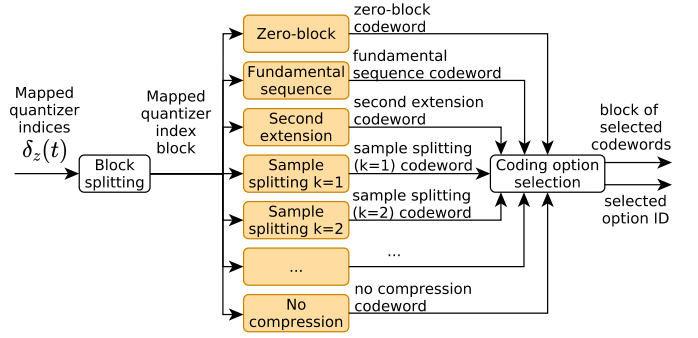 Mapped
quantizer
indices
δz(t)
Block
splitting
Mapped
quantizer
index
block
Zero-block
Fundamental
sequence
Second
extension
Sample
splitting k=1
Sample
splitting k=2
...
No
compression
zero-block
codeword
fundamental
sequence codeword
second extension
codeword
sample splitting
(k=1) codeword
sample splitting
(k=2) codeword
...
no compression
codeword
Coding option
selection
block of
selected
codewords
selected
option ID